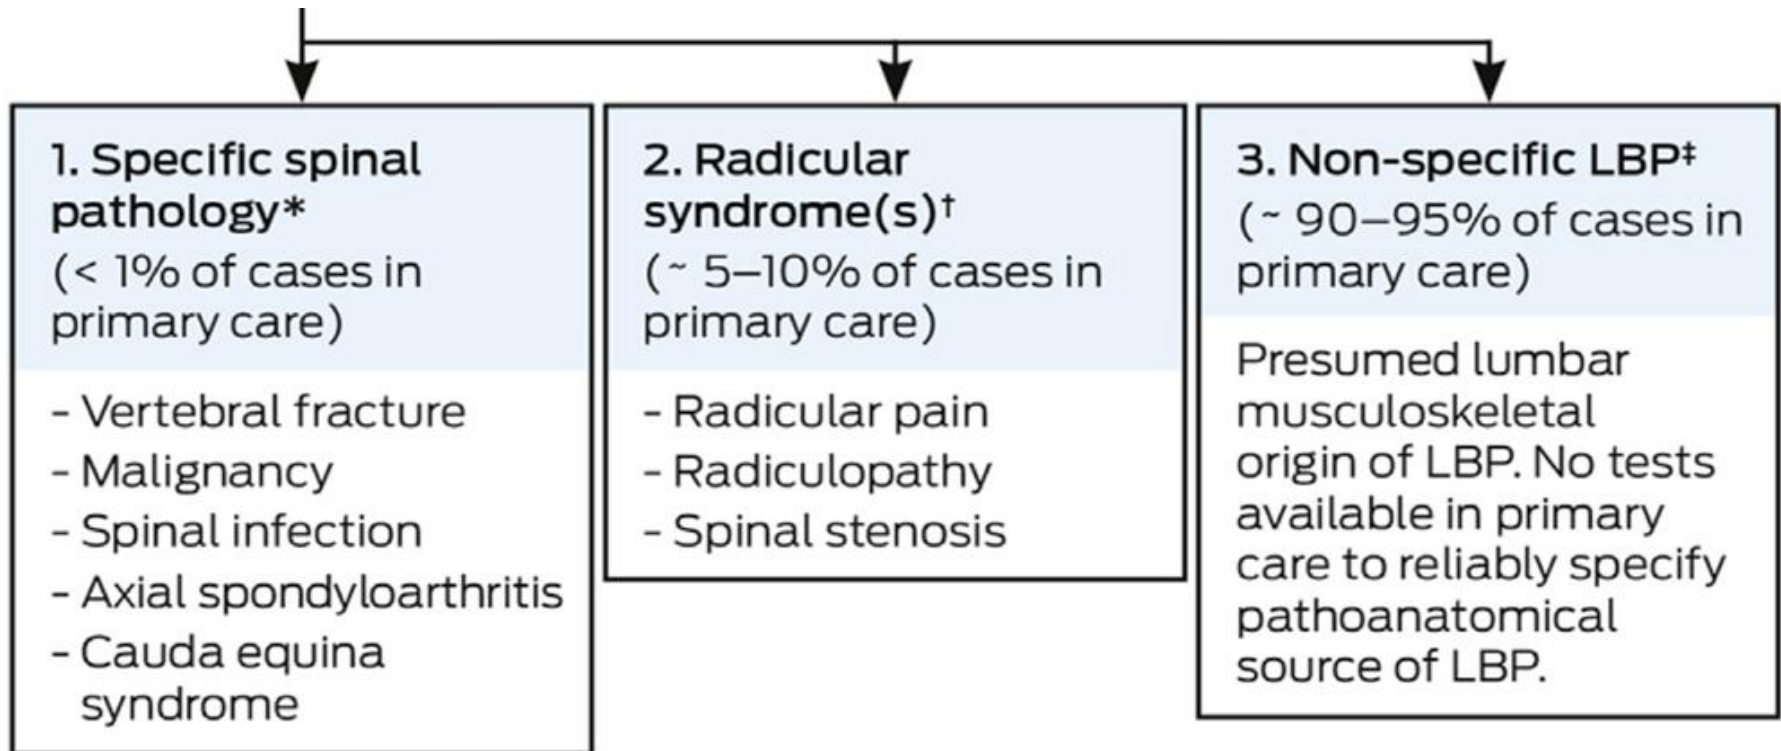 1. Specific spinal
pathology*
(< 1% of cases in
primary care)
- Vertebral fracture
- Malignancy
- Spinal infection
- Axial spondyloarthritis
- Cauda equina
syndrome
2. Radicular
syndrome(s)†
(~ 5–10% of cases in
primary care)
- Radicular pain
- Radiculopathy
- Spinal stenosis
3. Non-specific LBP‡
(~ 90–95% of cases in
primary care)
Presumed lumbar
musculoskeletal
origin of LBP. No tests
available in primary
care to reliably specify
pathoanatomical
source of LBP.